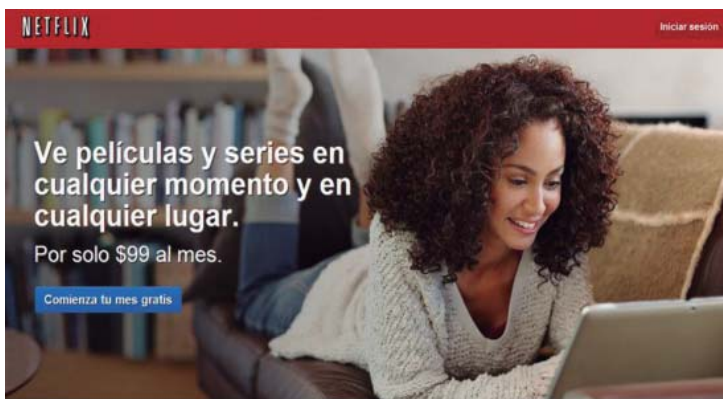 NETFLIX
Iniciar sesión
Ve películas y series en
cualquier momento y en
cualquier lugar.
Por solo $99 al mes.
Comienza tu mes gratis